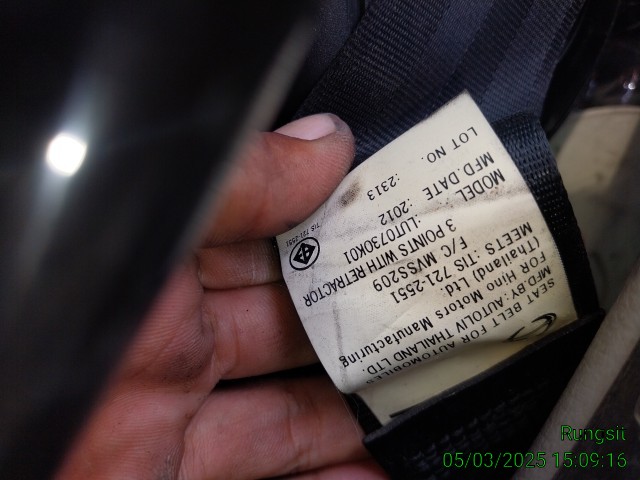 SEAT BELT FOR AUTOMOBILES
MFD.BY:AUTOLIV THAILAND LTD.
FOR Hino Motors Manufacturing
(Thailand) Ltd.
MEETS :TIS 721-2551
F/C MVSS209
3 POINTS WITH RETRACTOR
MODEL :LUT0730K01
MFD.DATE :2012
LOT NO. :2313
TIS 721-2551
Rungsii
05/03/2025 15:09:16